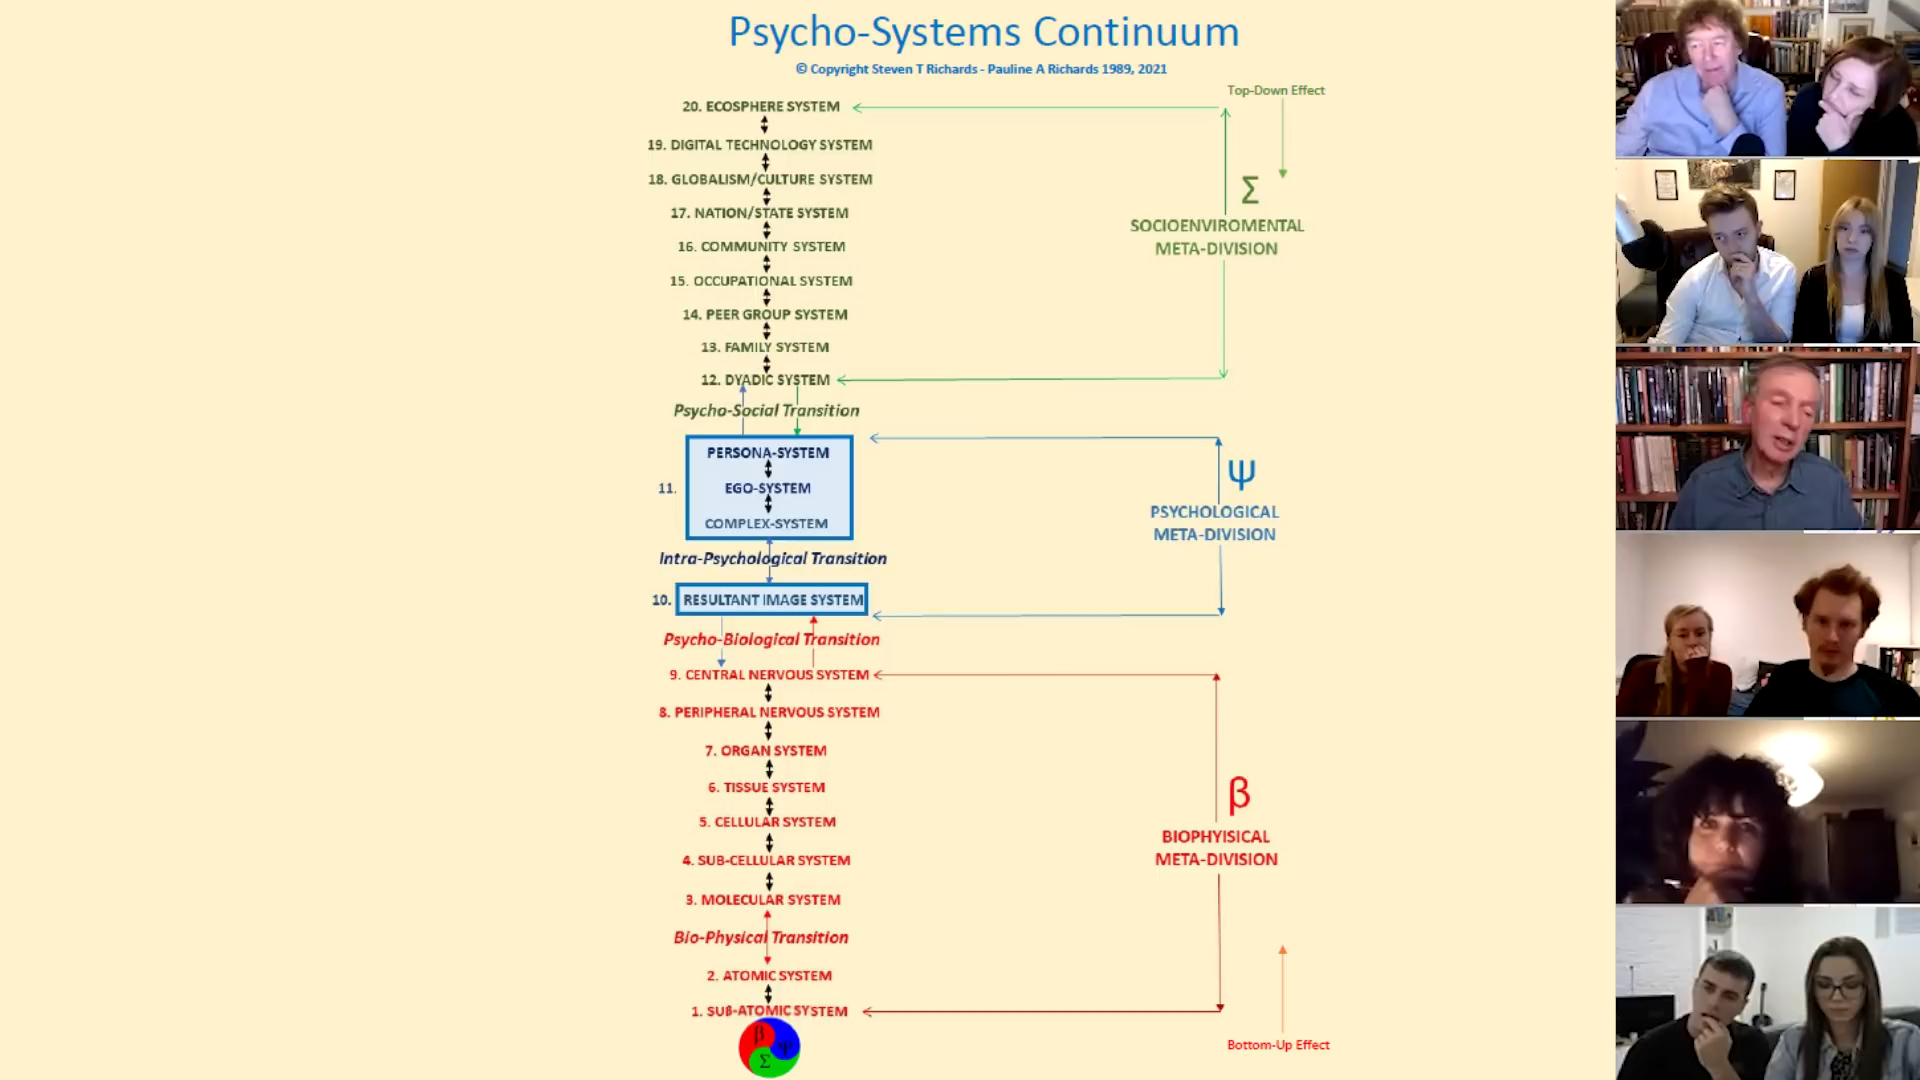 Psycho-Systems Continuum
© Copyright Steven T Richards - Pauline A Richards 1989, 2021
Top-Down Effect
20. ECOSPHERE SYSTEM
19. DIGITAL TECHNOLOGY SYSTEM
18. GLOBALISM/CULTURE SYSTEM
17. NATION/STATE SYSTEM
16. COMMUNITY SYSTEM
15. OCCUPATIONAL SYSTEM
14. PEER GROUP SYSTEM
13. FAMILY SYSTEM
12. DYADIC SYSTEM
Σ
SOCIOENVIROMENTAL
META-DIVISION
Psycho-Social Transition
11.
PERSONA-SYSTEM
EGO-SYSTEM
COMPLEX-SYSTEM
Intra-Psychological Transition
10. RESULTANT IMAGE SYSTEM
Ψ
PSYCHOLOGICAL
META-DIVISION
Psycho-Biological Transition
9. CENTRAL NERVOUS SYSTEM
8. PERIPHERAL NERVOUS SYSTEM
7. ORGAN SYSTEM
6. TISSUE SYSTEM
5. CELLULAR SYSTEM
4. SUB-CELLULAR SYSTEM
3. MOLECULAR SYSTEM
Bio-Physical Transition
2. ATOMIC SYSTEM
1. SUB-ATOMIC SYSTEM
β
BIOPHYISICAL
META-DIVISION
Bottom-Up Effect
β Ψ
Σ